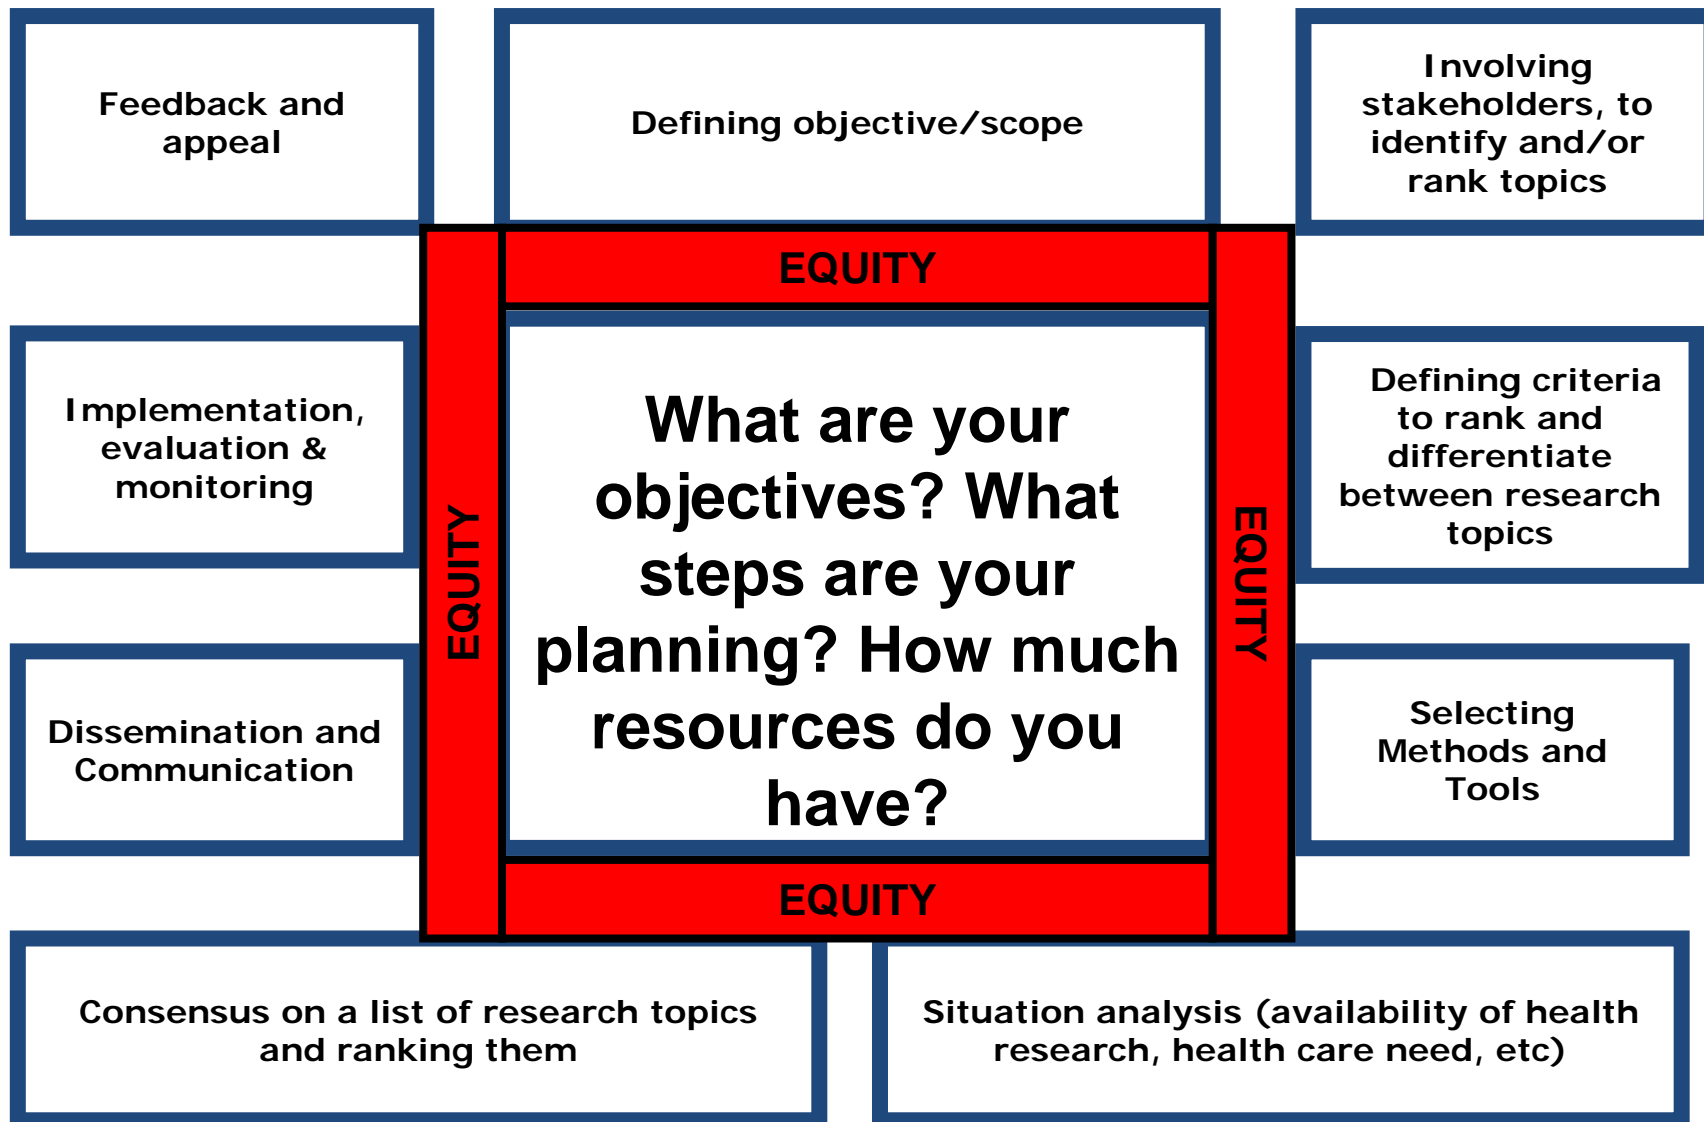 Feedback and
appeal
Defining objective/scope
Involving
stakeholders, to
identify and/or
rank topics
EQUITY
Implementation,
evaluation &
monitoring
EQUITY
What are your
objectives? What
steps are your
planning? How much
resources do you
have?
EQUITY
Defining criteria
to rank and
differentiate
between research
topics
Dissemination and
Communication
Selecting
Methods and
Tools
EQUITY
Consensus on a list of research topics
and ranking them
Situation analysis (availability of health
research, health care need, etc)